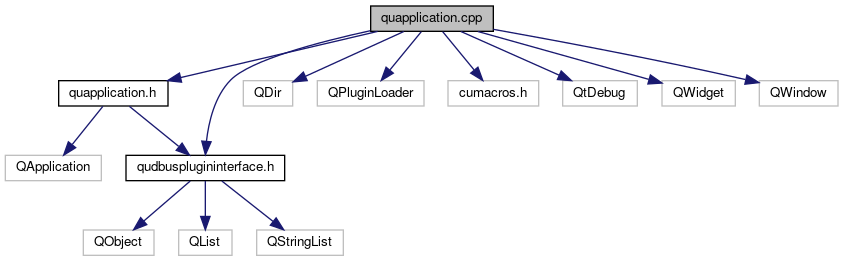 quapplication.cpp
quapplication.h
QDir
QPluginLoader
cumacros.h
QtDebug
QWidget
QWindow
QApplication
qudbusplugininterface.h
QObject
QList
QStringList